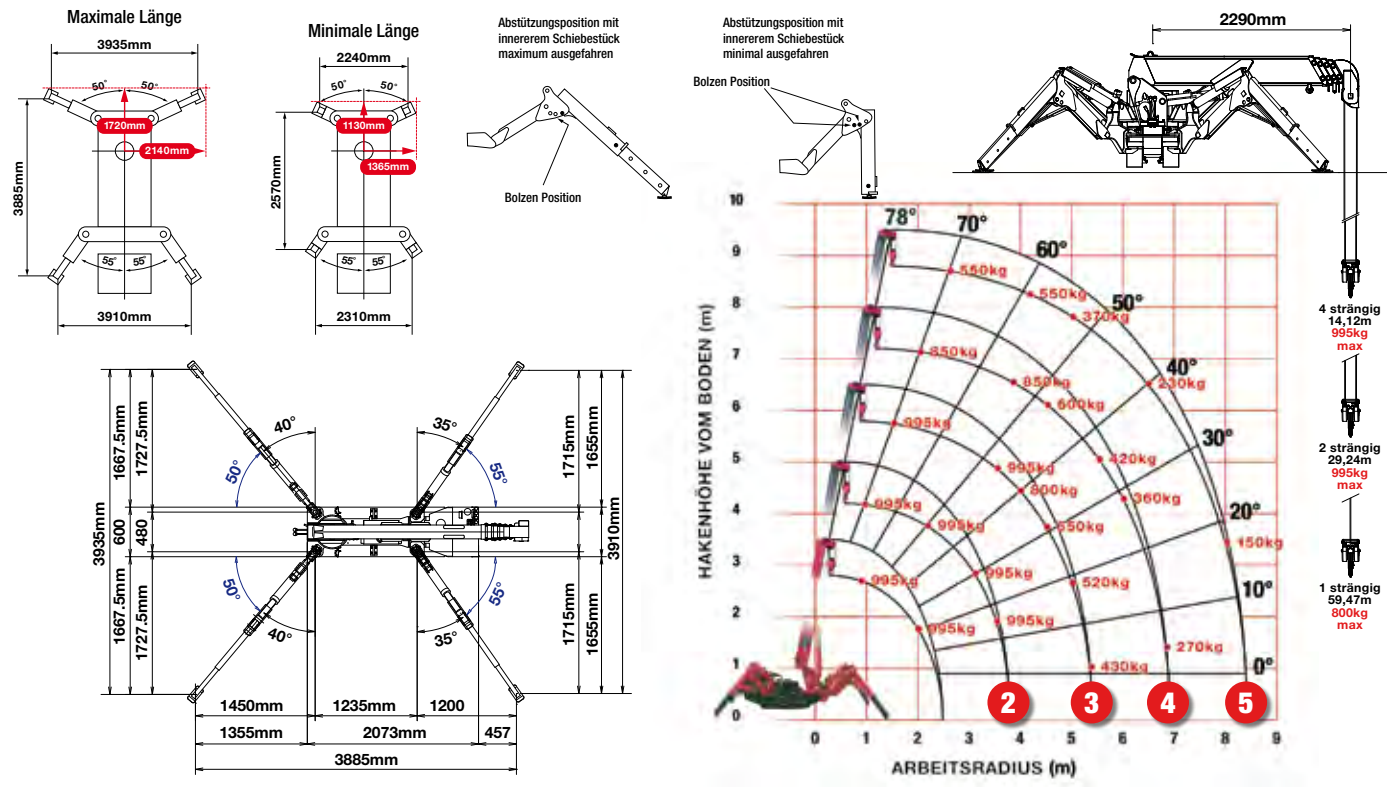 Maximale Länge
3935mm
50°
50°
1720mm
2140mm
3885mm
55°
55°
3910mm
Minimale Länge
2240mm
50°
50°
1130mm
1365mm
2570mm
55°
55°
2310mm
Abstützungsposition mit
innererem Schiebestück
maximum ausgefahren
Bolzen Position
Abstützungsposition mit
innererem Schiebestück
minimal ausgefahren
Bolzen Position
2290mm
4 strängig
14,12m
995kg
max
2 strängig
29,24m
995kg
max
1 strängig
59,47m
800kg
max
3935mm
1667.5mm
1727.5mm
600
480
1667.5mm
1727.5mm
40°
50°
35°
55°
50°
40°
55°
35°
1715mm
1655mm
3910mm
1715mm
1655mm
1450mm
1235mm
1200
1355mm
2073mm
457
3885mm
HAKENHÖHE VOM BODEN (m)
10
9
8
7
6
5
4
3
2
1
0
78°
70°
60°
50°
40°
30°
20°
10°
0°
550kg
550kg
370kg
230kg
150kg
850kg
850kg
600kg
420kg
360kg
270kg
995kg
995kg
800kg
550kg
520kg
430kg
995kg
995kg
995kg
995kg
995kg
995kg
2
3
4
5
0
1
2
3
4
5
6
7
8
9
ARBEITSRADIUS (m)